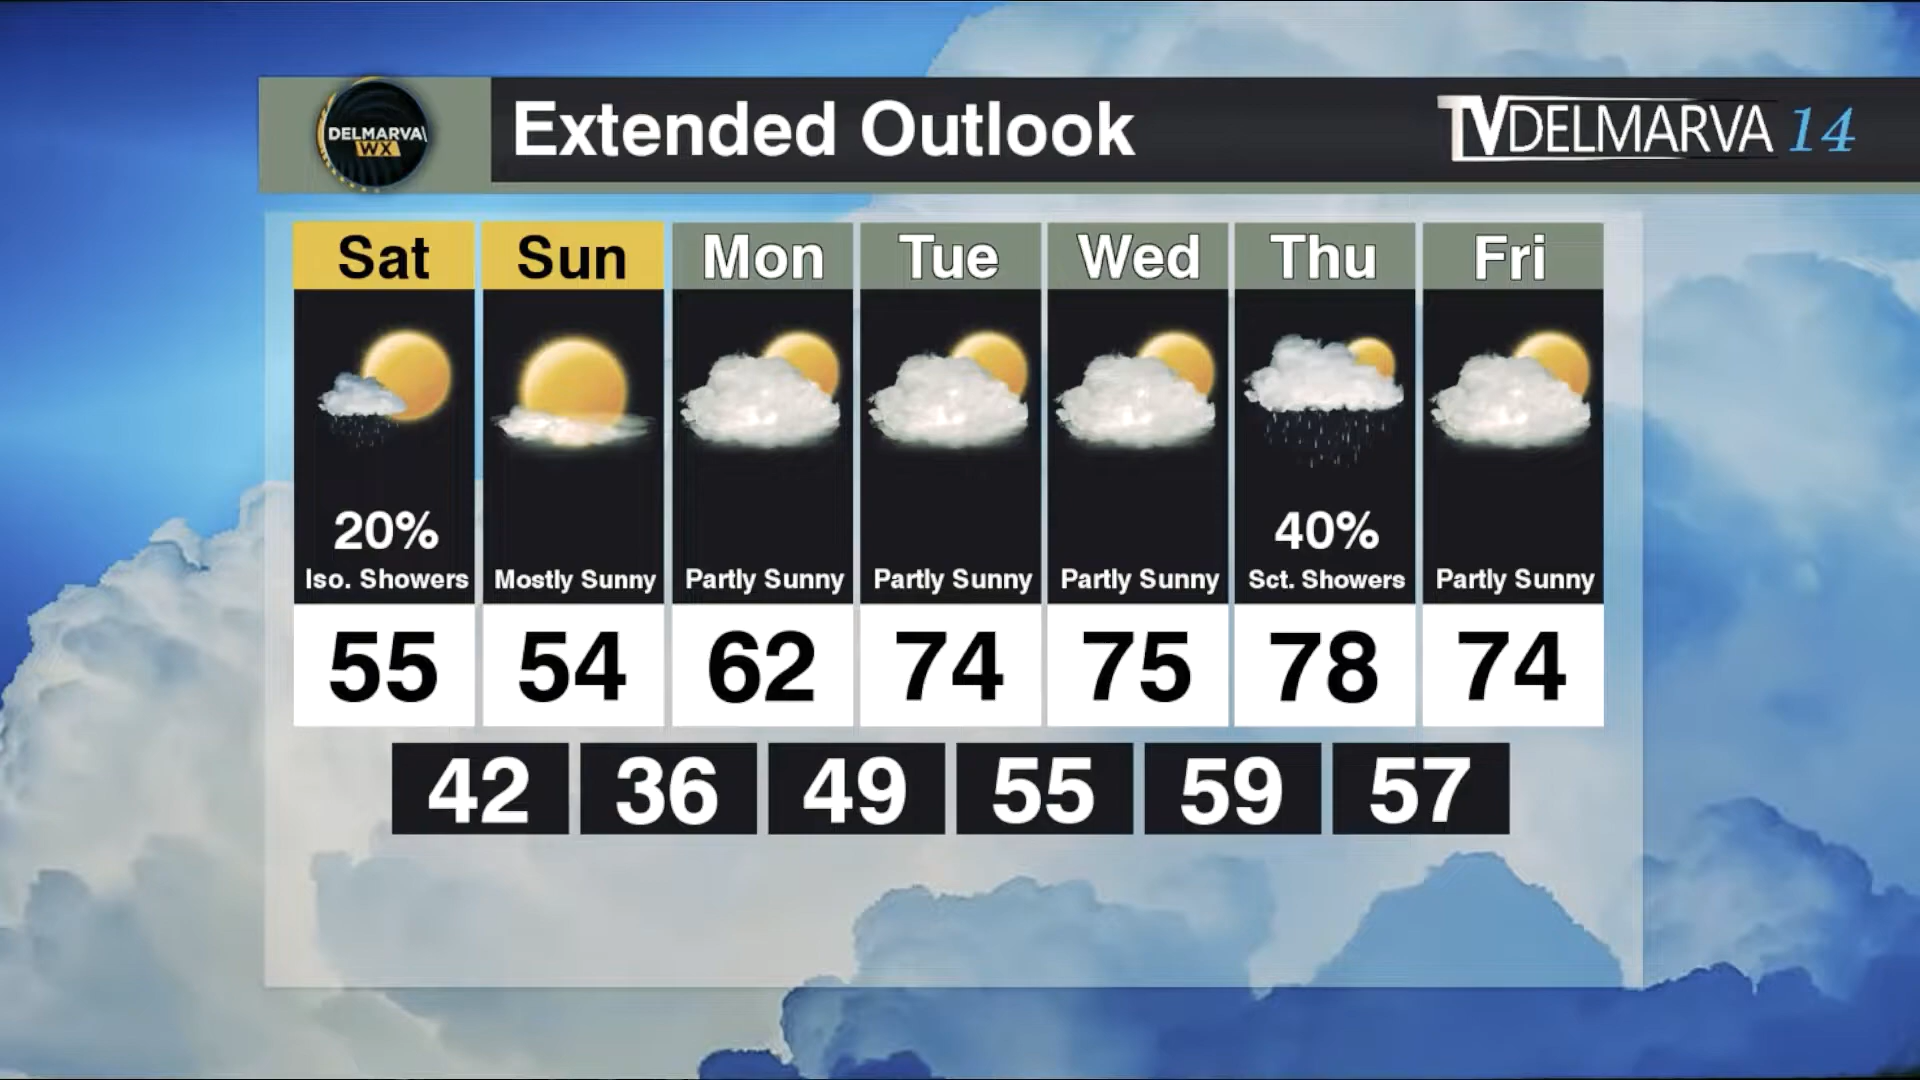 DELMARVA
WX
Extended Outlook
TVDELMARVA 14
Sat Sun Mon Tue Wed Thu Fri
20% 40%
Iso. Showers Mostly Sunny Partly Sunny Partly Sunny Partly Sunny Sct. Showers Partly Sunny
55 54 62 74 75 78 74
42 36 49 55 59 57